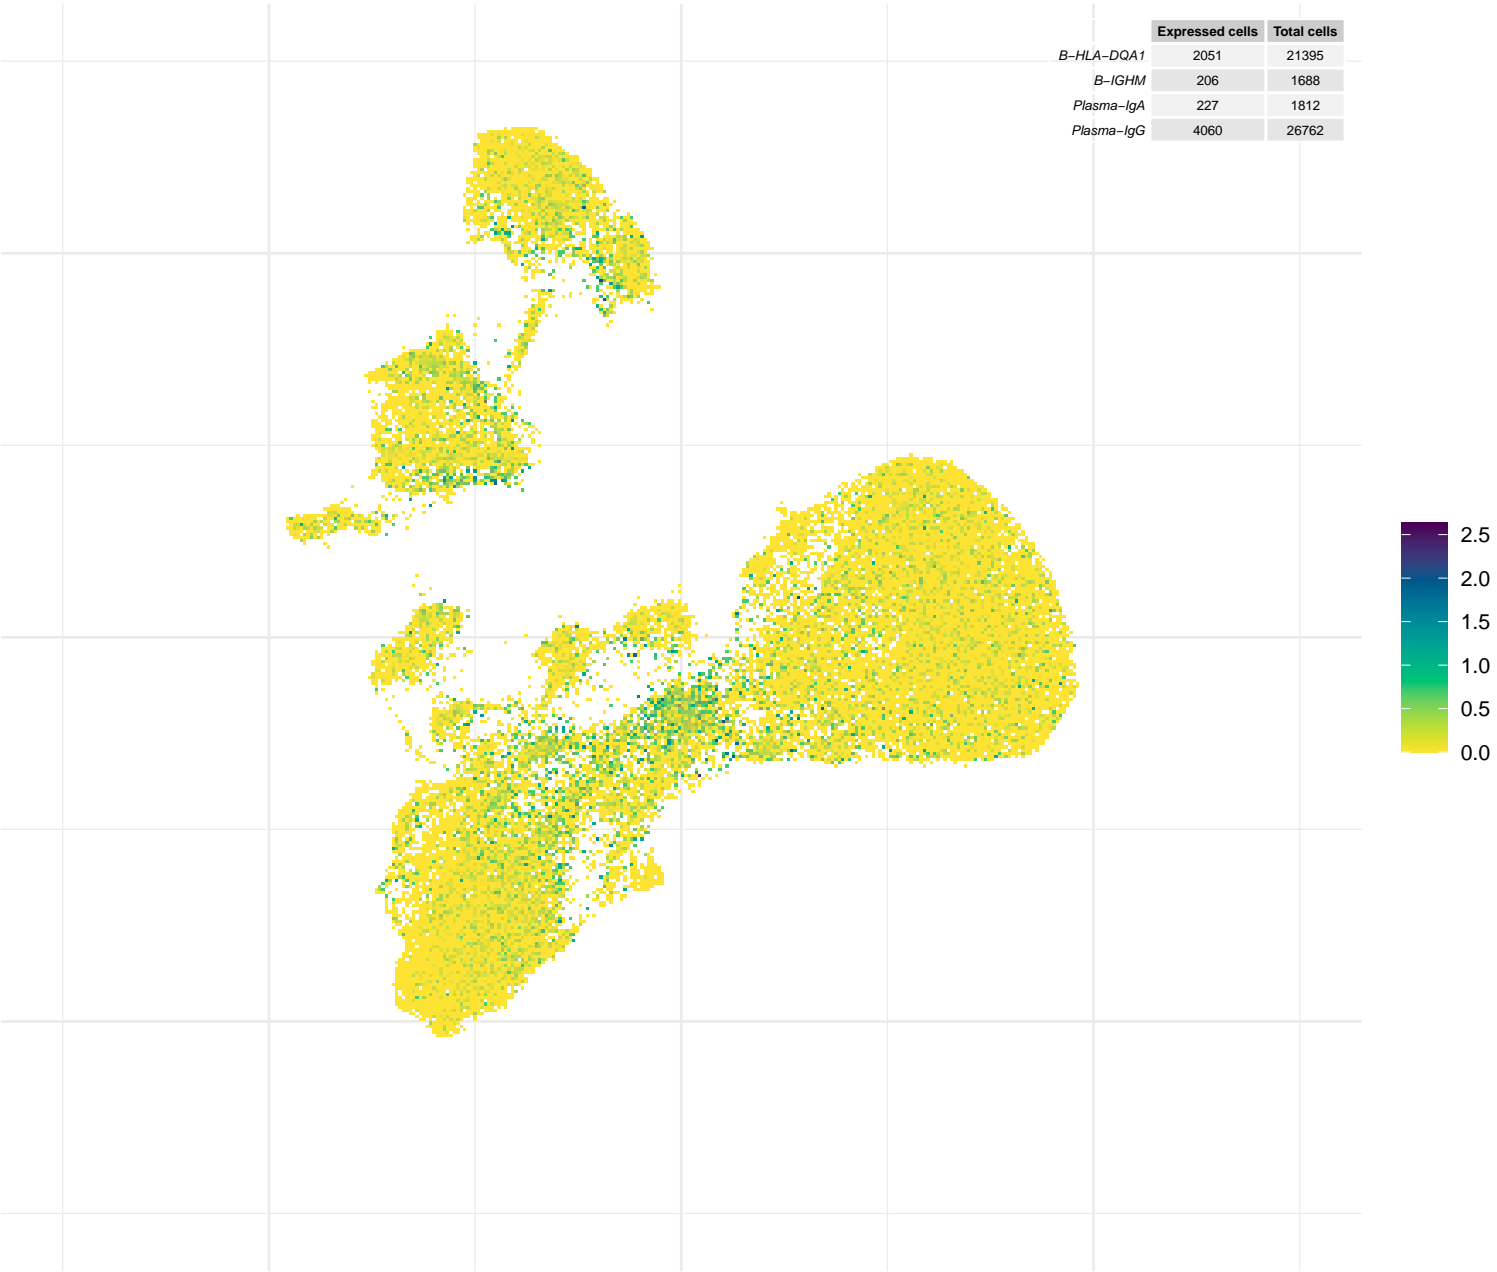 Expressed cells Total cells
B-HLA-DQA1 2051 21395
B-IGHM 206 1688
Plasma-IgA 227 1812
Plasma-IgG 4060 26762
2.5
2.0
1.5
1.0
0.5
0.0